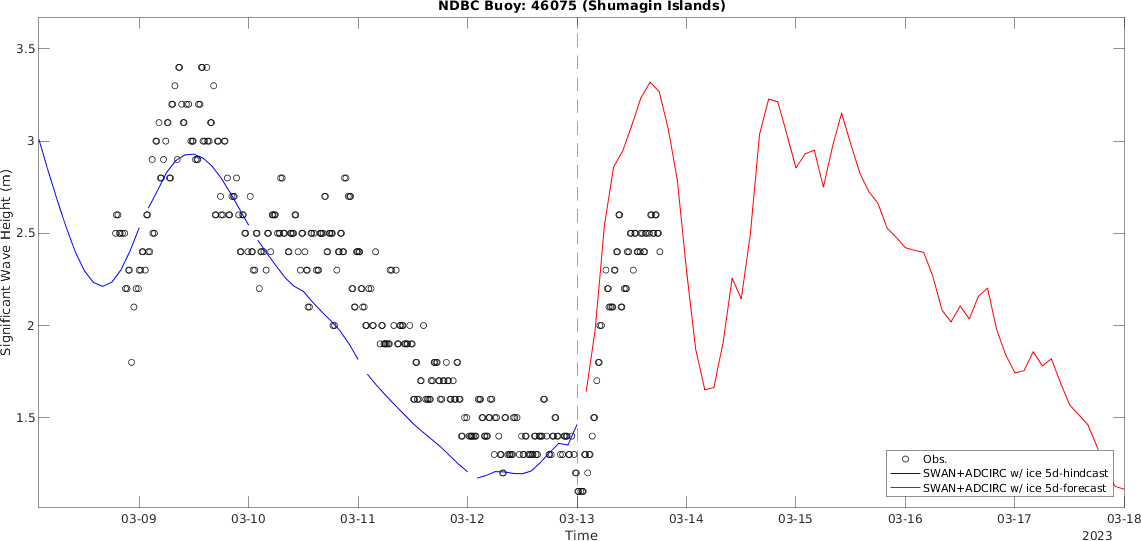 NDBC Buoy: 46075 (Shumagin Islands)
Significant Wave Height (m)
3.5
3
2.5
2
1.5
Obs.
SWAN+ADCIRC w/ ice 5d-hindcast
SWAN+ADCIRC w/ ice 5d-forecast
03-09 03-10 03-11 03-12 03-13 03-14 03-15 03-16 03-17 03-18
Time
2023